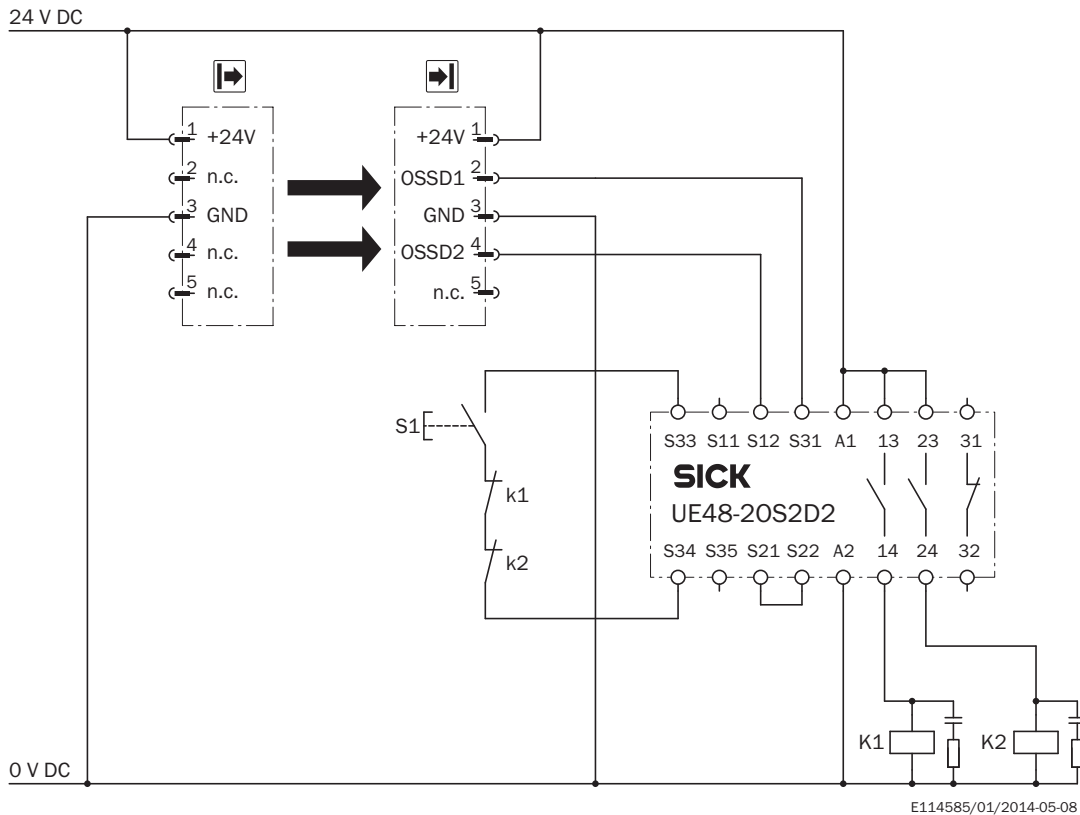 24 V DC
1 +24V
2 n.c.
3 GND
4 n.c.
5 n.c.
+24V 1
OSSD1 2
GND 3
OSSD2 4
n.c. 5
S1
k1
k2
S33 S11 S12 S31 A1 13 23 31
SICK
UE48-2OS2D2
S34 S35 S21 S22 A2 14 24 32
K1
K2
0 V DC
E114585/01/2014-05-08